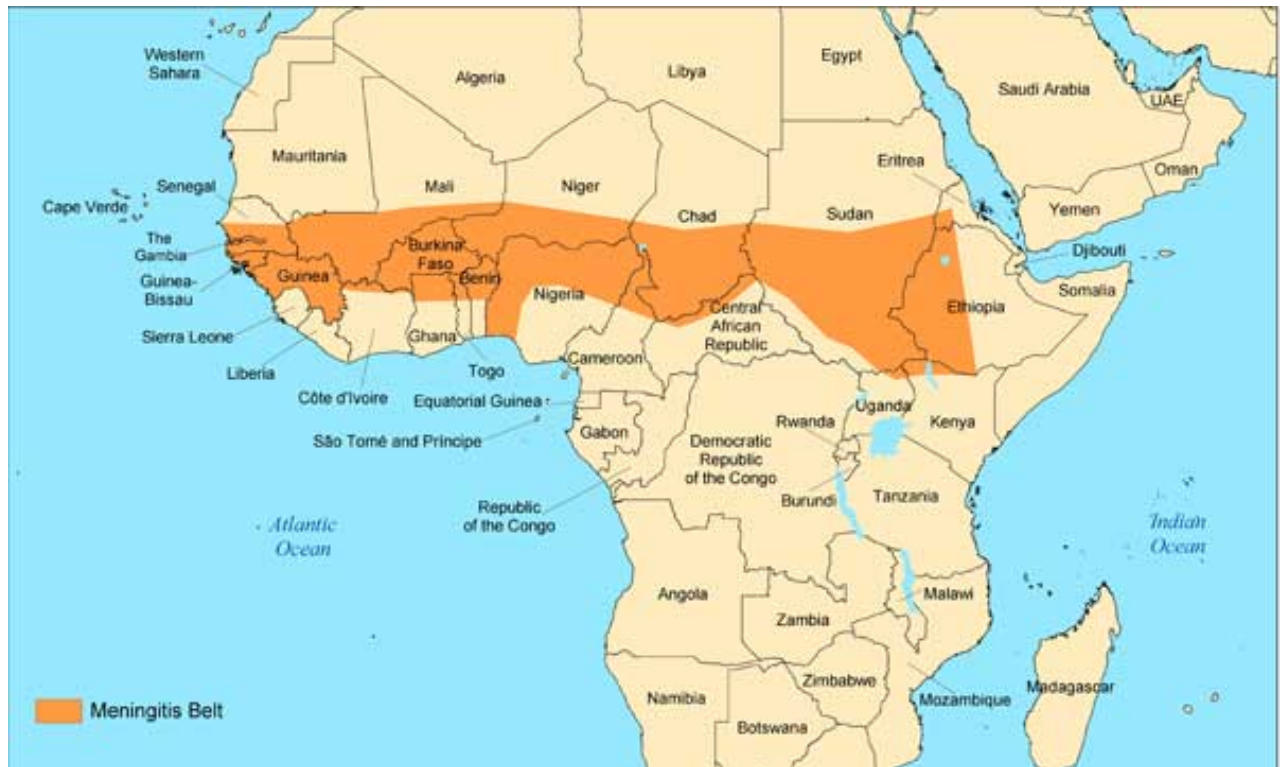 Western
Sahara
Algeria
Libya
Egypt
Saudi Arabia
UAE
Oman
Mauritania
Mali
Niger
Chad
Sudan
Eritrea
Yemen
Senegal
Cape Verde
The
Gambia
Guinea-
Bissau
Guinea
Burkina
Faso
Benin
Nigeria
Djibouti
Somalia
Ethiopia
Sierra Leone
Liberia
Côte d'Ivoire
Ghana
Togo
Cameroon
Central
African
Republic
Equatorial Guinea
São Tomé and Príncipe
Gabon
Republic
of the Congo
Democratic
Republic
of the Congo
Rwanda
Uganda
Kenya
Burundi
Tanzania
Atlantic
Ocean
Indian
Ocean
Angola
Zambia
Malawi
Namibia
Botswana
Zimbabwe
Mozambique
Madagascar
Meningitis Belt